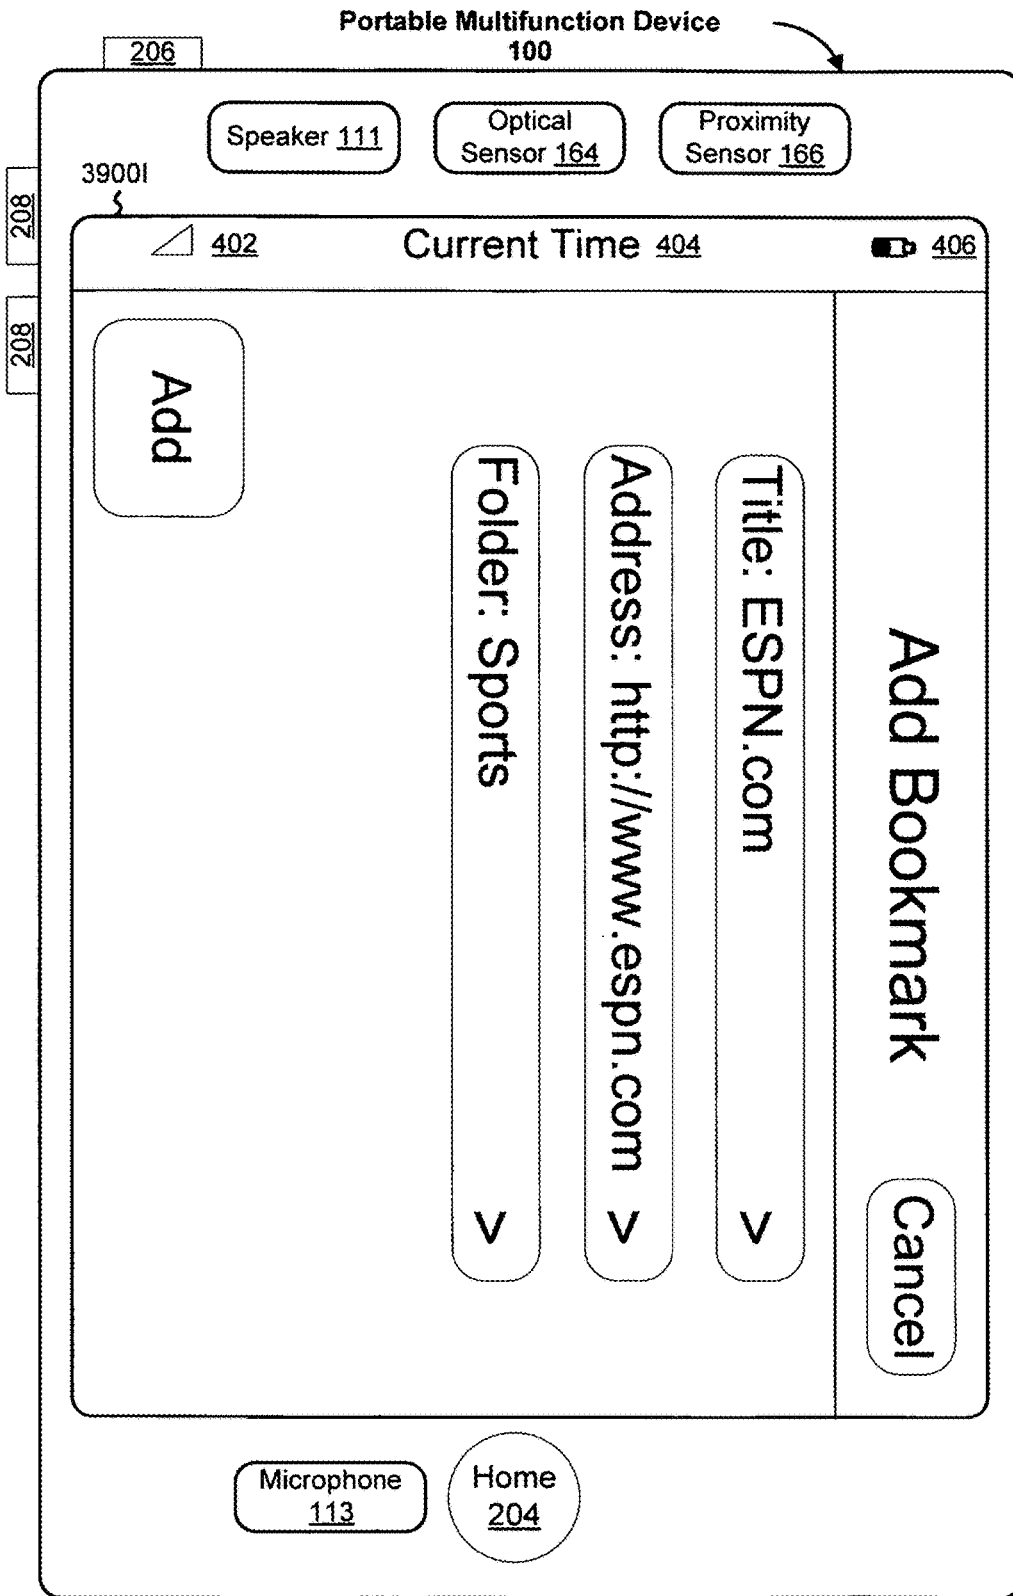 Portable Multifunction Device
100
206
Speaker 111
Optical
Sensor 164
Proximity
Sensor 166
3900I
208
208
402
Current Time 404
406
Add Bookmark
Cancel
Title: ESPN.com >
Address: http://www.espn.com >
Folder: Sports >
Add
Microphone
113
Home
204